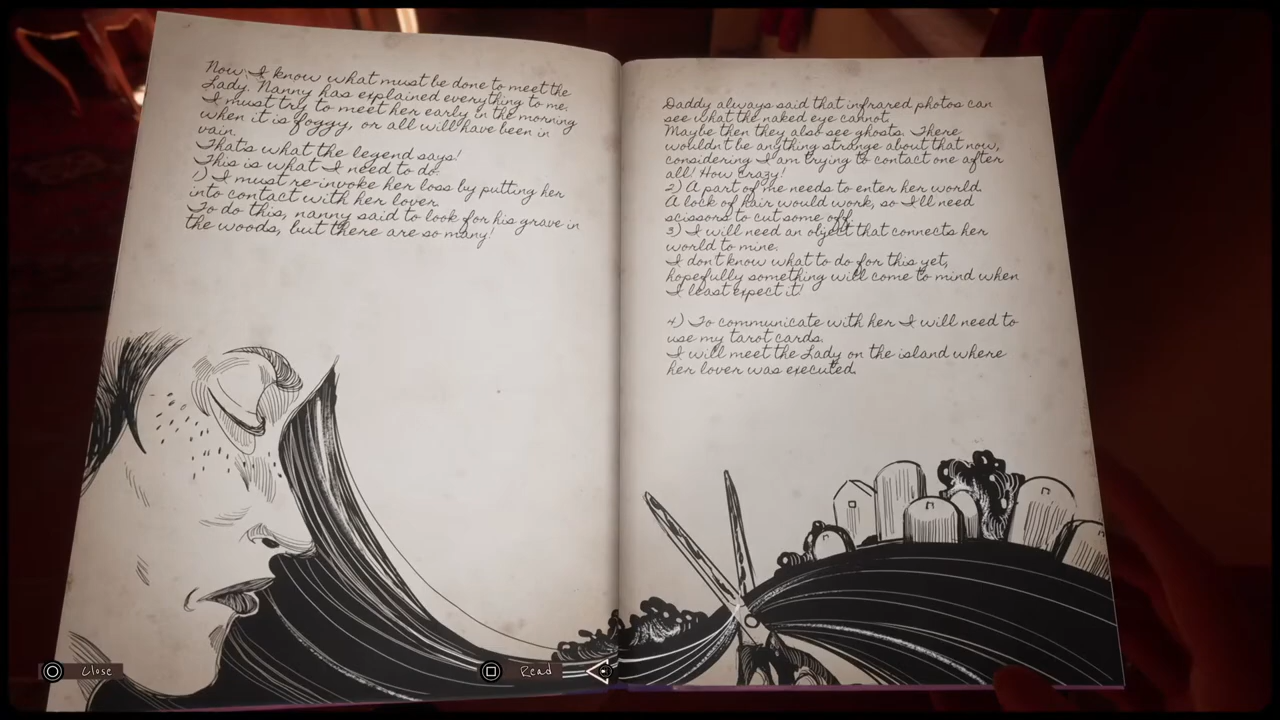 Now I know what must be done to meet the
Lady. Nanny has explained everything to me.
I must try to meet her early in the morning
when it is foggy, or all will have been in
vain.
That's what the legend says!
This is what I need to do:
1) I must re-invoke her loss by putting her
into contact with her lover.
To do this, nanny said to look for his grave in
the woods, but there are so many!
Daddy always said that infrared photos can
see what the naked eye cannot.
Maybe then they also see ghosts. There
wouldn't be anything strange about that now,
considering I am trying to contact one after
all! How crazy!
2) A part of me needs to enter her world.
A lock of hair would work, so I'll need
scissors to cut some off.
3) I will need an object that connects her
world to mine.
I don't know what to do for this yet,
hopefully something will come to mind when
I least expect it!
4) To communicate with her I will need to
use my tarot cards.
I will meet the Lady on the island where
her lover was executed.
Close
Read